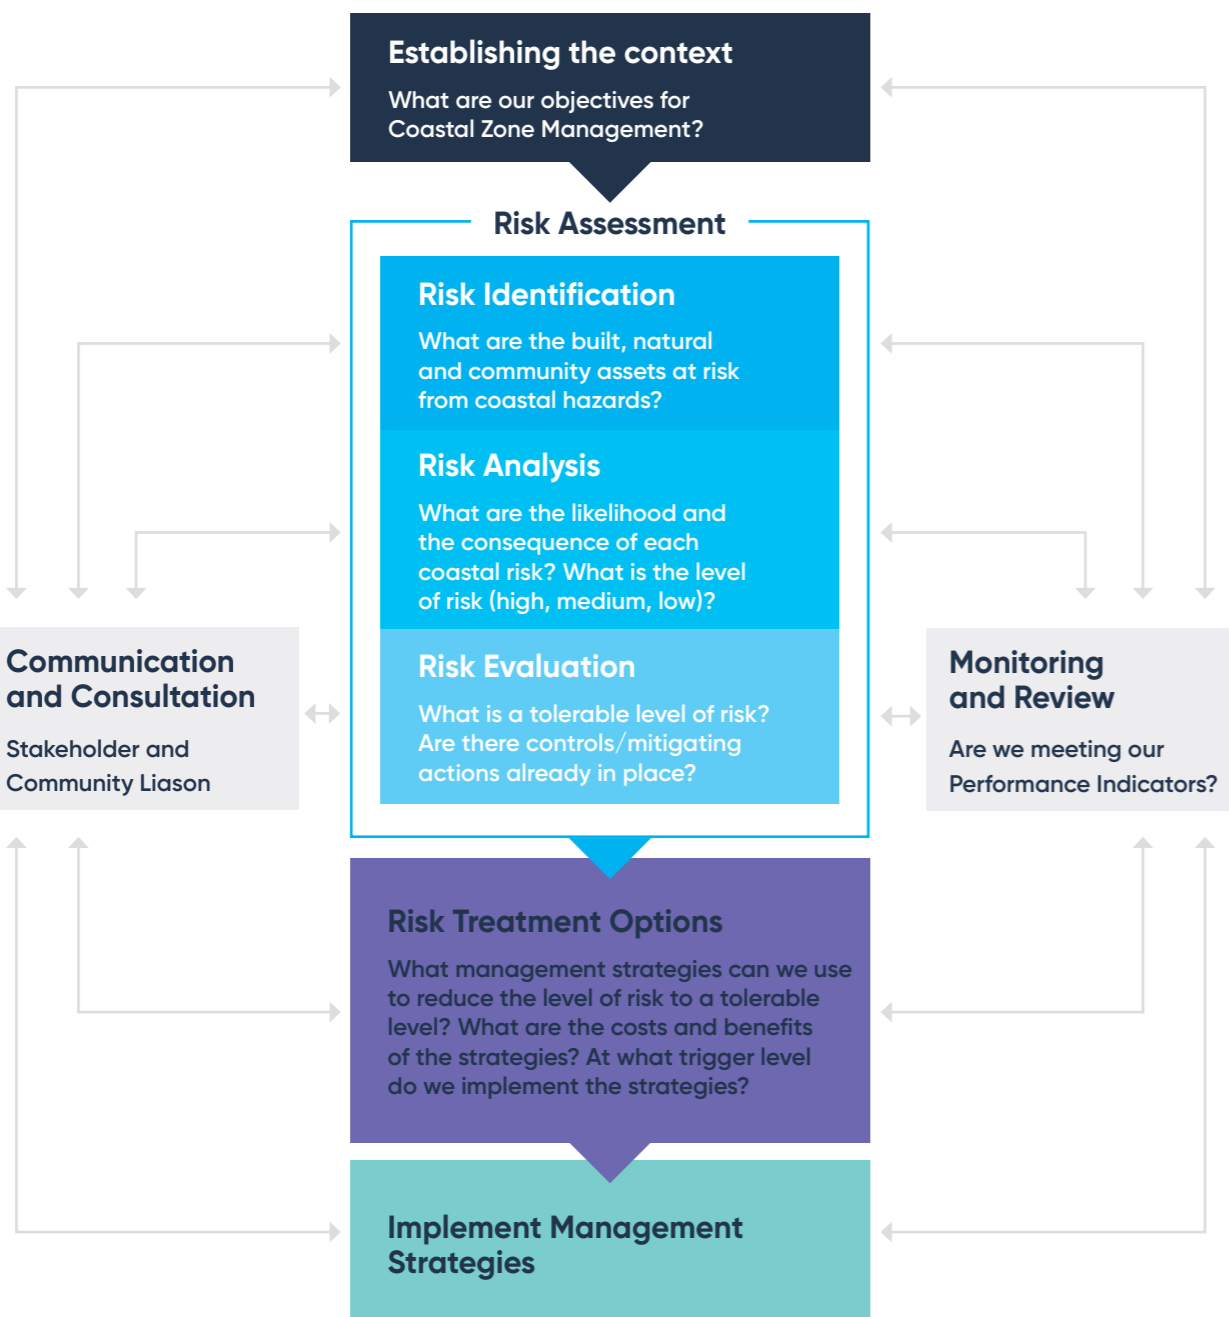 Establishing the context
What are our objectives for
Coastal Zone Management?
Risk Assessment
Risk Identification
What are the built, natural
and community assets at risk
from coastal hazards?
Risk Analysis
What are the likelihood and
the consequence of each
coastal risk? What is the level
of risk (high, medium, low)?
Communication
and Consultation
Stakeholder and
Community Liason
Risk Evaluation
What is a tolerable level of risk?
Are there controls/mitigating
actions already in place?
Monitoring
and Review
Are we meeting our
Performance Indicators?
Risk Treatment Options
What management strategies can we use
to reduce the level of risk to a tolerable
level? What are the costs and benefits
of the strategies? At what trigger level
do we implement the strategies?
Implement Management
Strategies